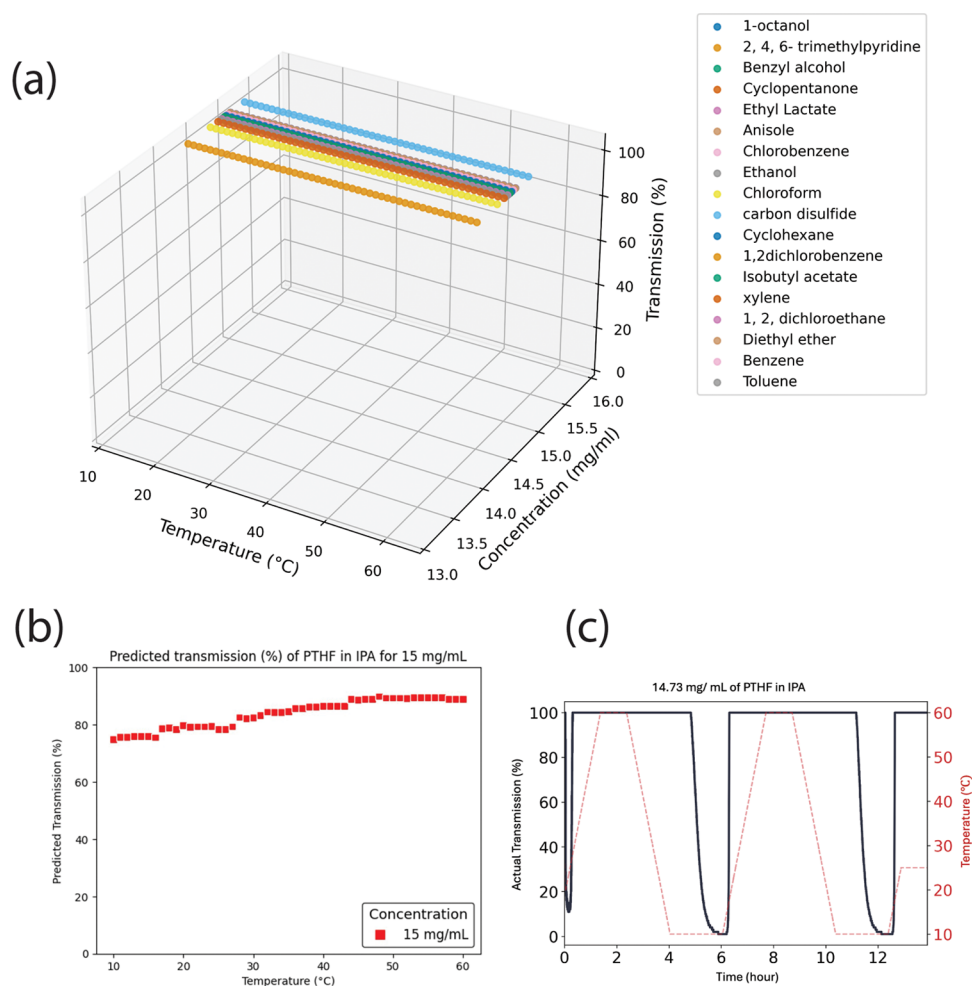 (a)
1-octanol
2, 4, 6- trimethylpyridine
Benzyl alcohol
Cyclopentanone
Ethyl Lactate
Anisole
Chlorobenzene
Ethanol
Chloroform
carbon disulfide
Cyclohexane
1,2dichlorobenzene
Isobutyl acetate
xylene
1, 2, dichloroethane
Diethyl ether
Benzene
Toluene
100
80
60
40
20
0
Transmission (%)
16.0
15.5
15.0
14.5
14.0
13.5
13.0
Concentration (mg/ml)
10
20
30
40
50
60
Temperature (°C)
(b)
Predicted transmission (%) of PTHF in IPA for 15 mg/mL
100
80
60
40
20
0
Predicted Transmission (%)
Concentration
15 mg/mL
10 20 30 40 50 60
Temperature (°C)
(c)
14.73 mg/ mL of PTHF in IPA
100
80
60
40
20
0
Actual Transmission (%)
60
50
40
30
20
10
Temperature (°C)
0 2 4 6 8 10 12
Time (hour)